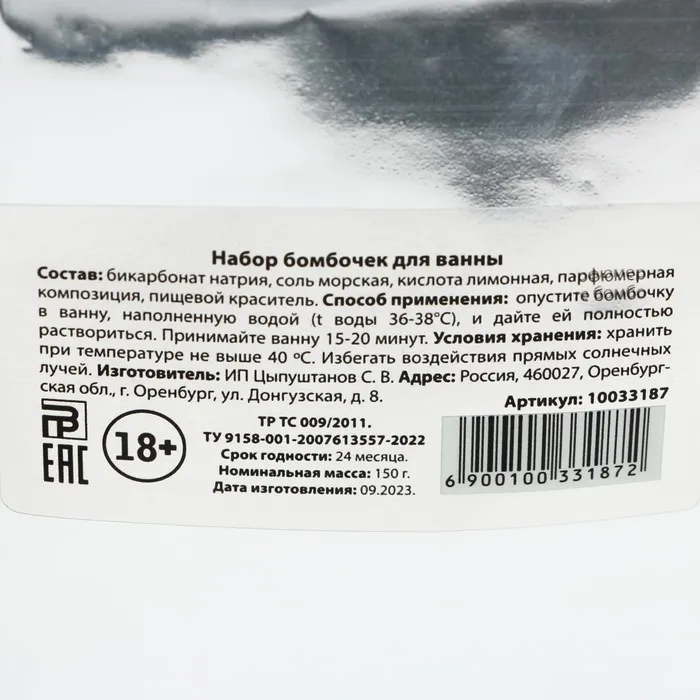 Набор бомбочек для ванны
Состав: бикарбонат натрия, соль морская, кислота лимонная, парфюмерная
композиция, пищевой краситель. Способ применения: опустите бомбочку
в ванну, наполненную водой (t воды 36-38°С), и дайте ей полностью
раствориться. Принимайте ванну 15-20 минут. Условия хранения: хранить
при температуре не выше 40 ºС. Избегать воздействия прямых солнечных
лучей. Изготовитель: ИП Цыпуштанов С. В. Адрес: Россия, 460027, Оренбург-
ская обл., г. Оренбург, ул. Донгузская, д. 8.
Артикул: 10033187
ТР ТС 009/2011.
ТУ 9158-001-2007613557-2022
Срок годности: 24 месяца.
Номинальная масса: 150 г.
Дата изготовления: 09.2023.
EAC
18+
6 900100 331872